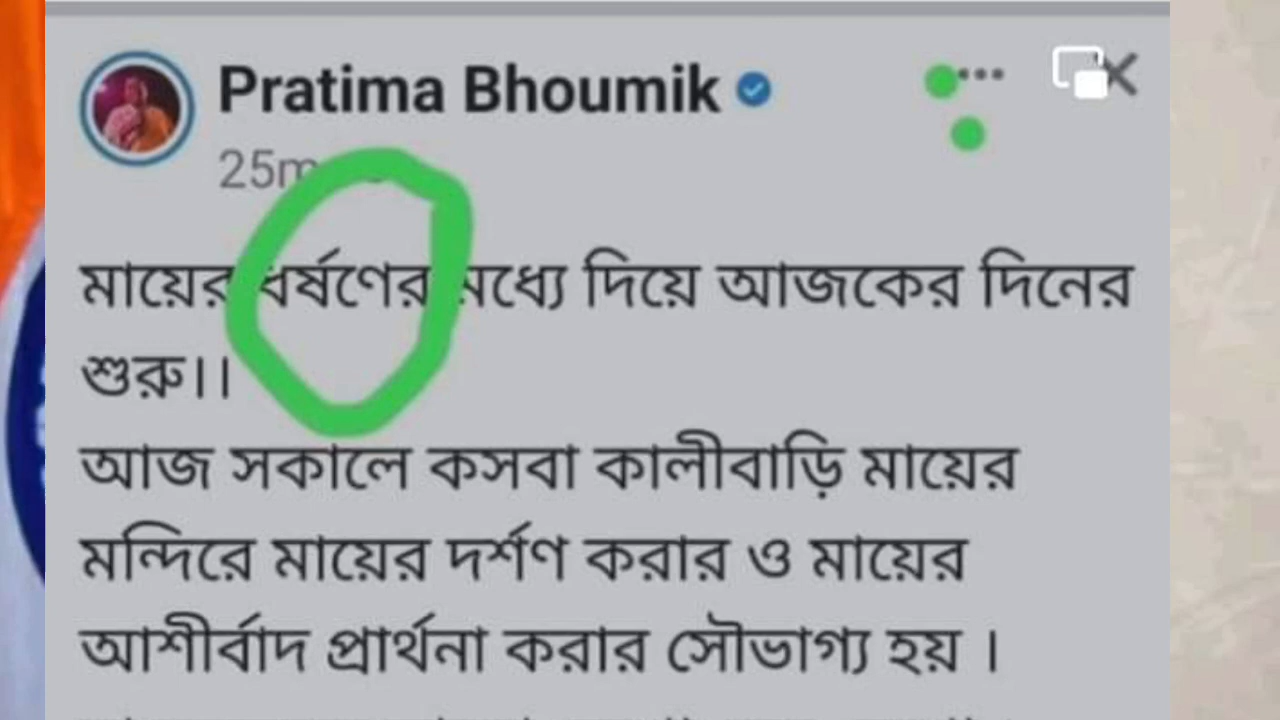 Pratima Bhoumik
25m
মায়ের ধর্ষণের মধ্যে দিয়ে আজকের দিনের
শুরু।।
আজ সকালে কসবা কালীবাড়ি মায়ের
মন্দিরে মায়ের দর্শণ করার ও মায়ের
আশীর্বাদ প্রার্থনা করার সৌভাগ্য হয় ।